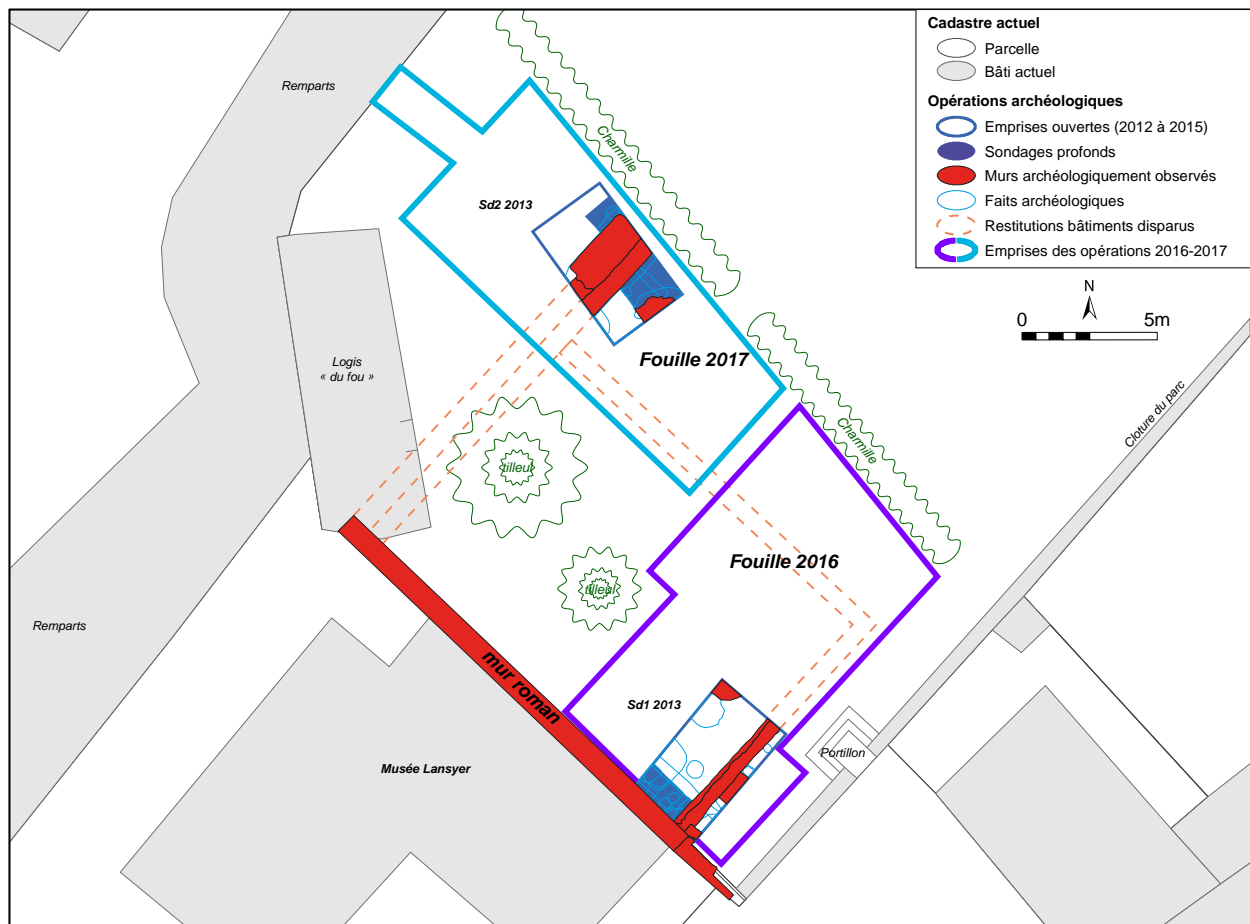 Cadastre actuel
Parcelle
Bâti actuel
Opérations archéologiques
Emprises ouvertes (2012 à 2015)
Sondages profonds
Murs archéologiquement observés
Faits archéologiques
Restitutions bâtiments disparus
Emprises des opérations 2016-2017
N
0 5m
Remparts
Charmille
Sd2 2013
Logis
« du fou »
Fouille 2017
Charmille
Cloture du parc
tilleul
Fouille 2016
tilleul
Remparts
mur roman
Sd1 2013
Portillon
Musée Lansyer